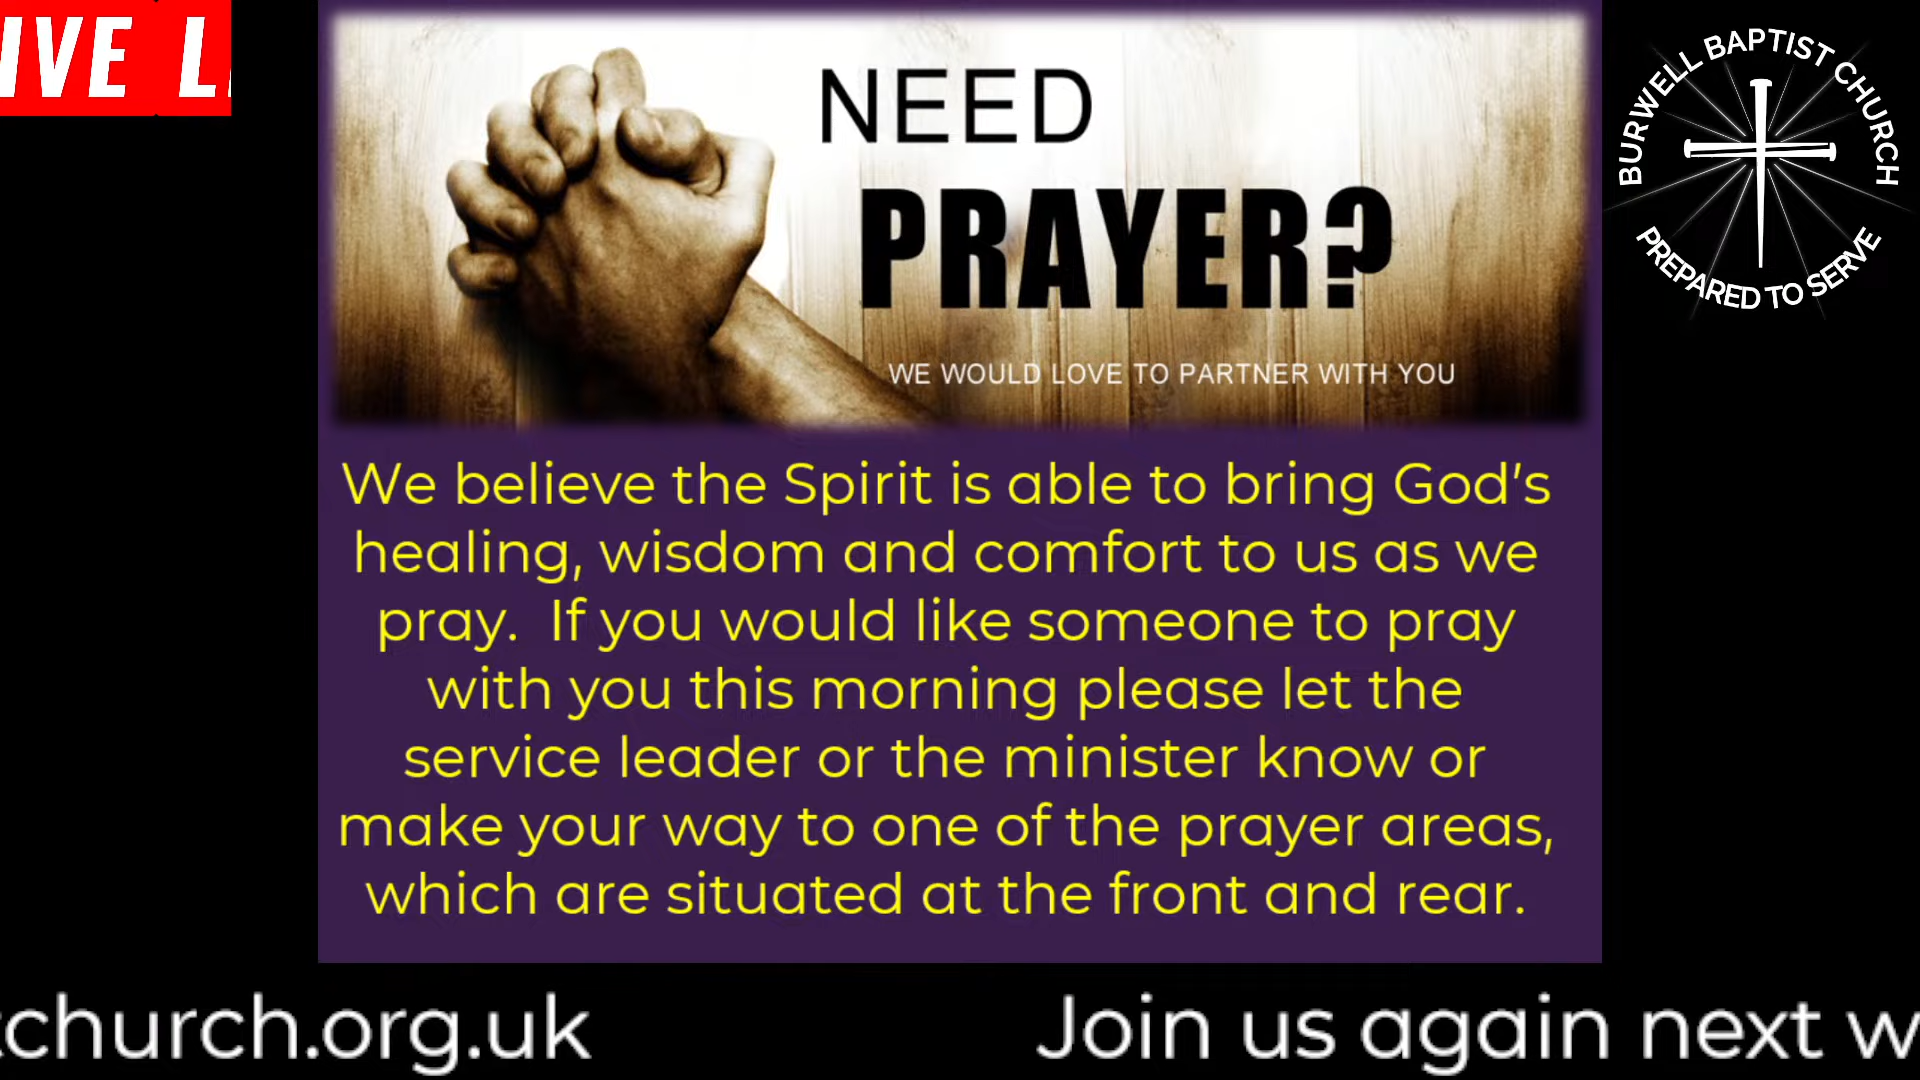 IVE L
NEED
PRAYER?
WE WOULD LOVE TO PARTNER WITH YOU
BURWELL BAPTIST CHURCH
PREPARED TO SERVE
We believe the Spirit is able to bring God's
healing, wisdom and comfort to us as we
pray.  If you would like someone to pray
with you this morning please let the
service leader or the minister know or
make your way to one of the prayer areas,
which are situated at the front and rear.
church.org.uk
Join us again next w